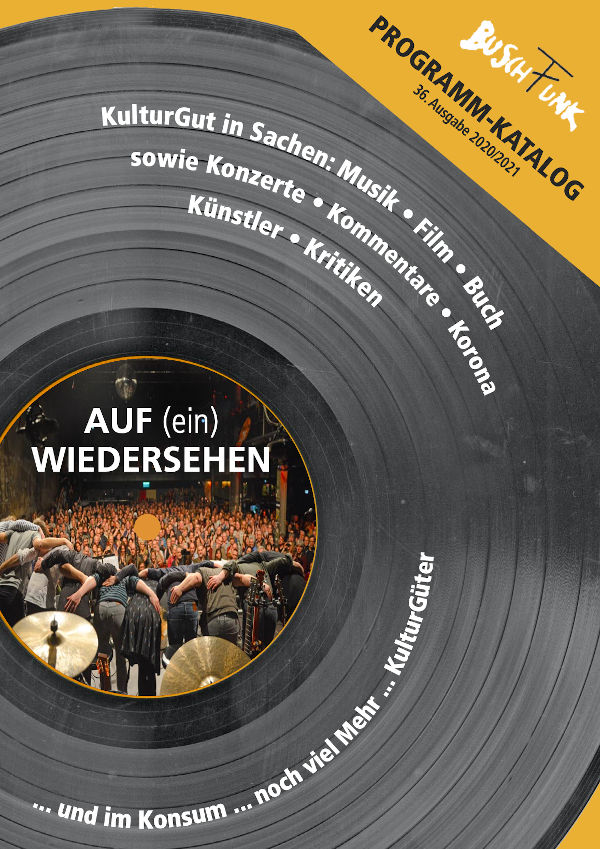 BUSCHFUNK
PROGRAMM-KATALOG
36. Ausgabe 2020/2021
KulturGut in Sachen: Musik • Film • Buch
sowie Konzerte • Kommentare • Korona
Künstler • Kritiken
AUF (ein)
WIEDERSEHEN
... und im Konsum ... noch viel Mehr ... KulturGüter